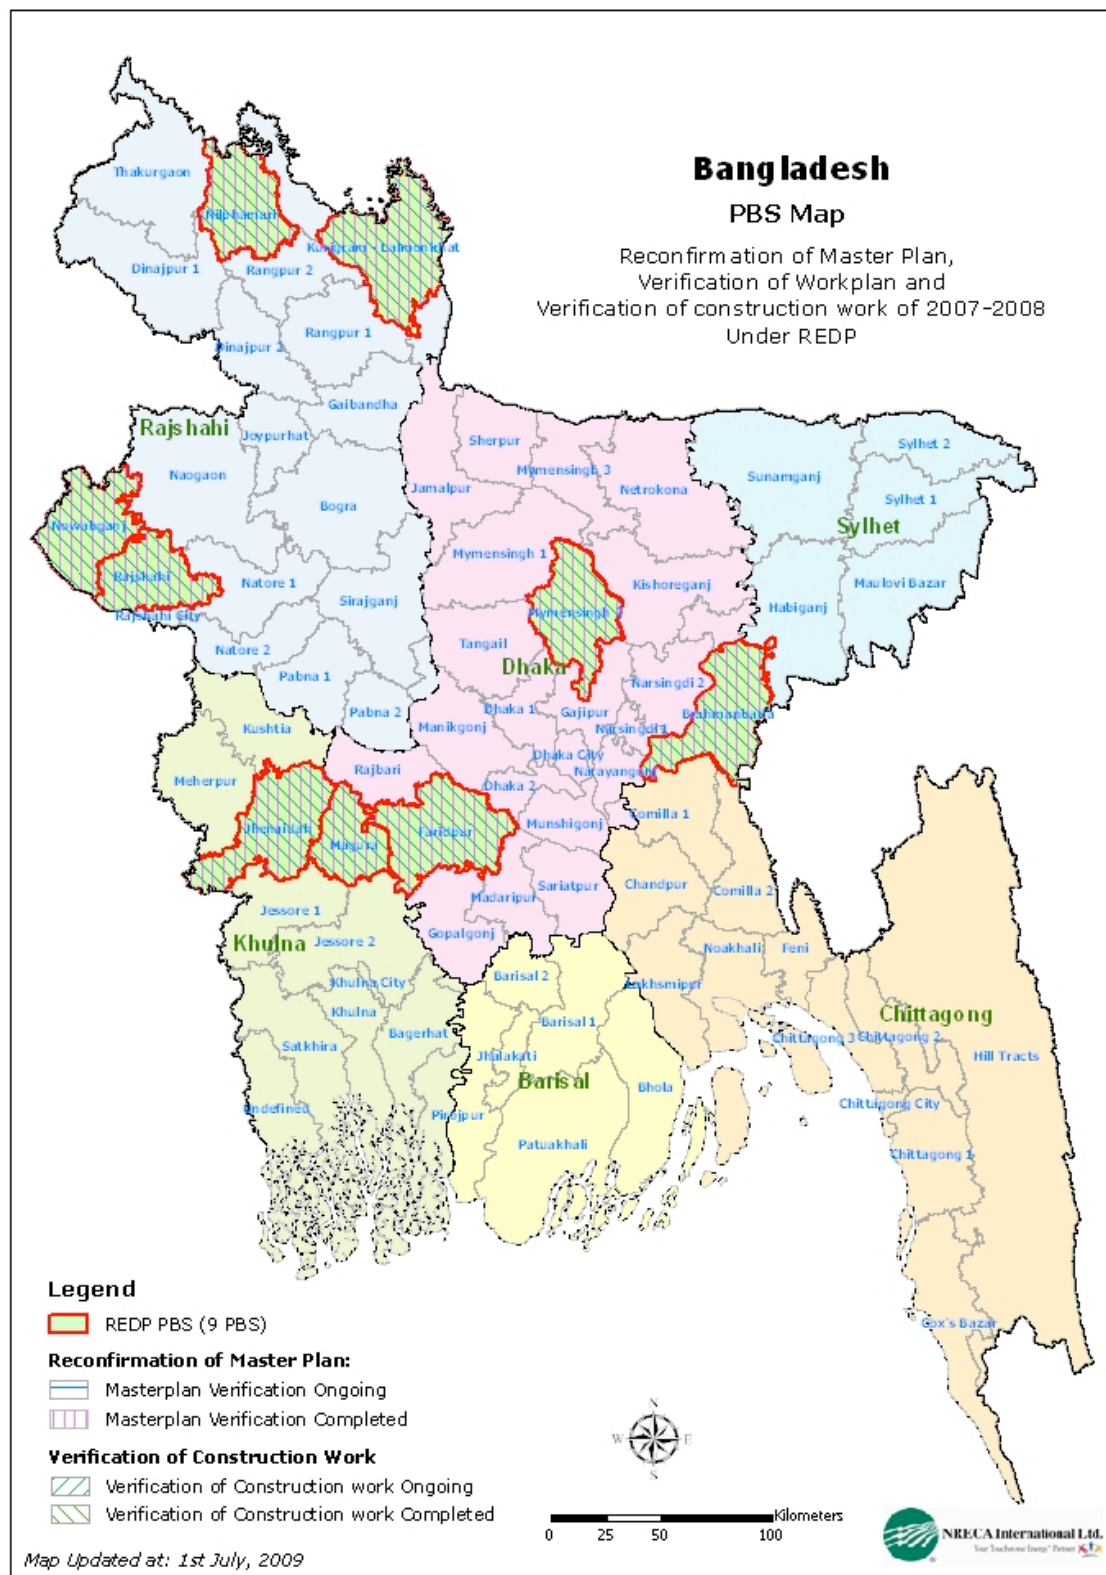 Bangladesh
PBS Map
Reconfirmation of Master Plan,
Verification of Workplan and
Verification of construction work of 2007-2008
Under REDP
Thakurgaon
Nilphamari
Kurigram - Lalmonirhat
Dinajpur 1
Rangpur 2
Rangpur 1
Dinajpur 2
Gaibandha
Rajshahi
Joypurhat
Naogaon
Bogra
Nawabganj
Rajshahi
Rajshahi City
Natore 1
Sirajganj
Natore 2
Pabna 1
Pabna 2
Sherpur
Mymensingh 3
Jamalpur
Netrokona
Mymensingh 1
Kishoreganj
Mymensingh 2
Tangail
Dhaka
Narsingdi 2
Dhaka 1
Gajipur
Manikgonj
Narsingdi 1
Brahmanbaria
Dhaka City
Narayangonj
Dhaka 2
Rajbari
Munshigonj
Faridpur
Sariatpur
Madaripur
Gopalgonj
Sunamganj
Sylhet 2
Sylhet 1
Sylhet
Maulovi Bazar
Habiganj
Kushtia
Meherpur
Jhenaidah
Magura
Jessore 1
Khulna
Jessore 2
Khulna City
Khulna
Bagerhat
Satkhira
undefined
Barisal 2
Barisal 1
Jhalakati
Barisal
Bhola
Pirojpur
Patuakhali
Comilla 1
Chandpur
Comilla 2
Noakhali
Feni
Lakhsmipur
Chittagong
Chittagong 3
Chittagong 2
Hill Tracts
Chittagong City
Chittagong 1
Cox's Bazar
Legend
REDP PBS (9 PBS)
Reconfirmation of Master Plan:
Masterplan Verification Ongoing
Masterplan Verification Completed
Verification of Construction Work
Verification of Construction work Ongoing
Verification of Construction work Completed
N
W E
S
Kilometers
0 25 50 100
NRECA International Ltd.
Your Touchstone Energy® Partner
Map Updated at: 1st July, 2009